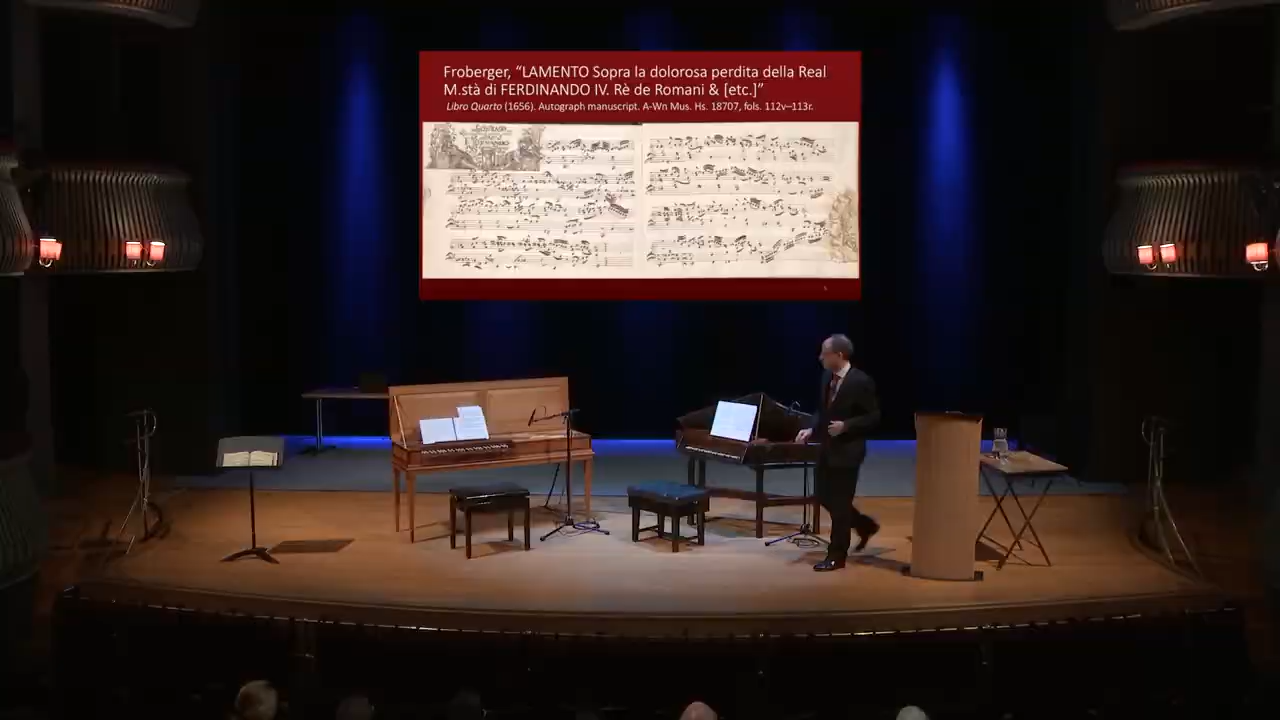 Froberger, “LAMENTO Sopra la dolorosa perdita della Real
M.stà di FERDINANDO IV. Rè de Romani & [etc.]”
Libro Quarto (1656). Autograph manuscript. A-Wn Mus. Hs. 18707, fols. 112v–113r.